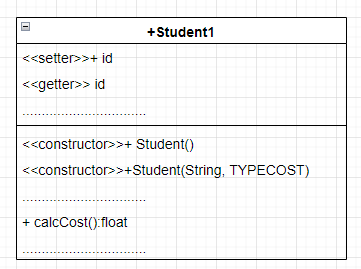 +Student1
<<setter>>+ id
<<getter>> id
................................
<<constructor>>+ Student()
<<constructor>>+Student(String, TYPECOST)
................................
+ calcCost():float
................................